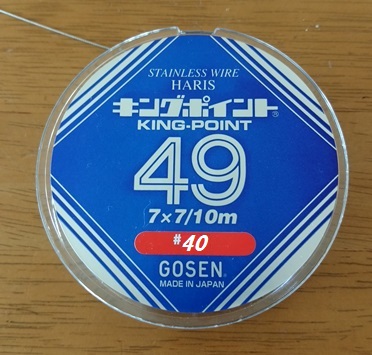 STAINLESS WIRE
HARIS
キングポイント®
KING-POINT
49
7×7/10m
#40
GOSEN®
MADE IN JAPAN